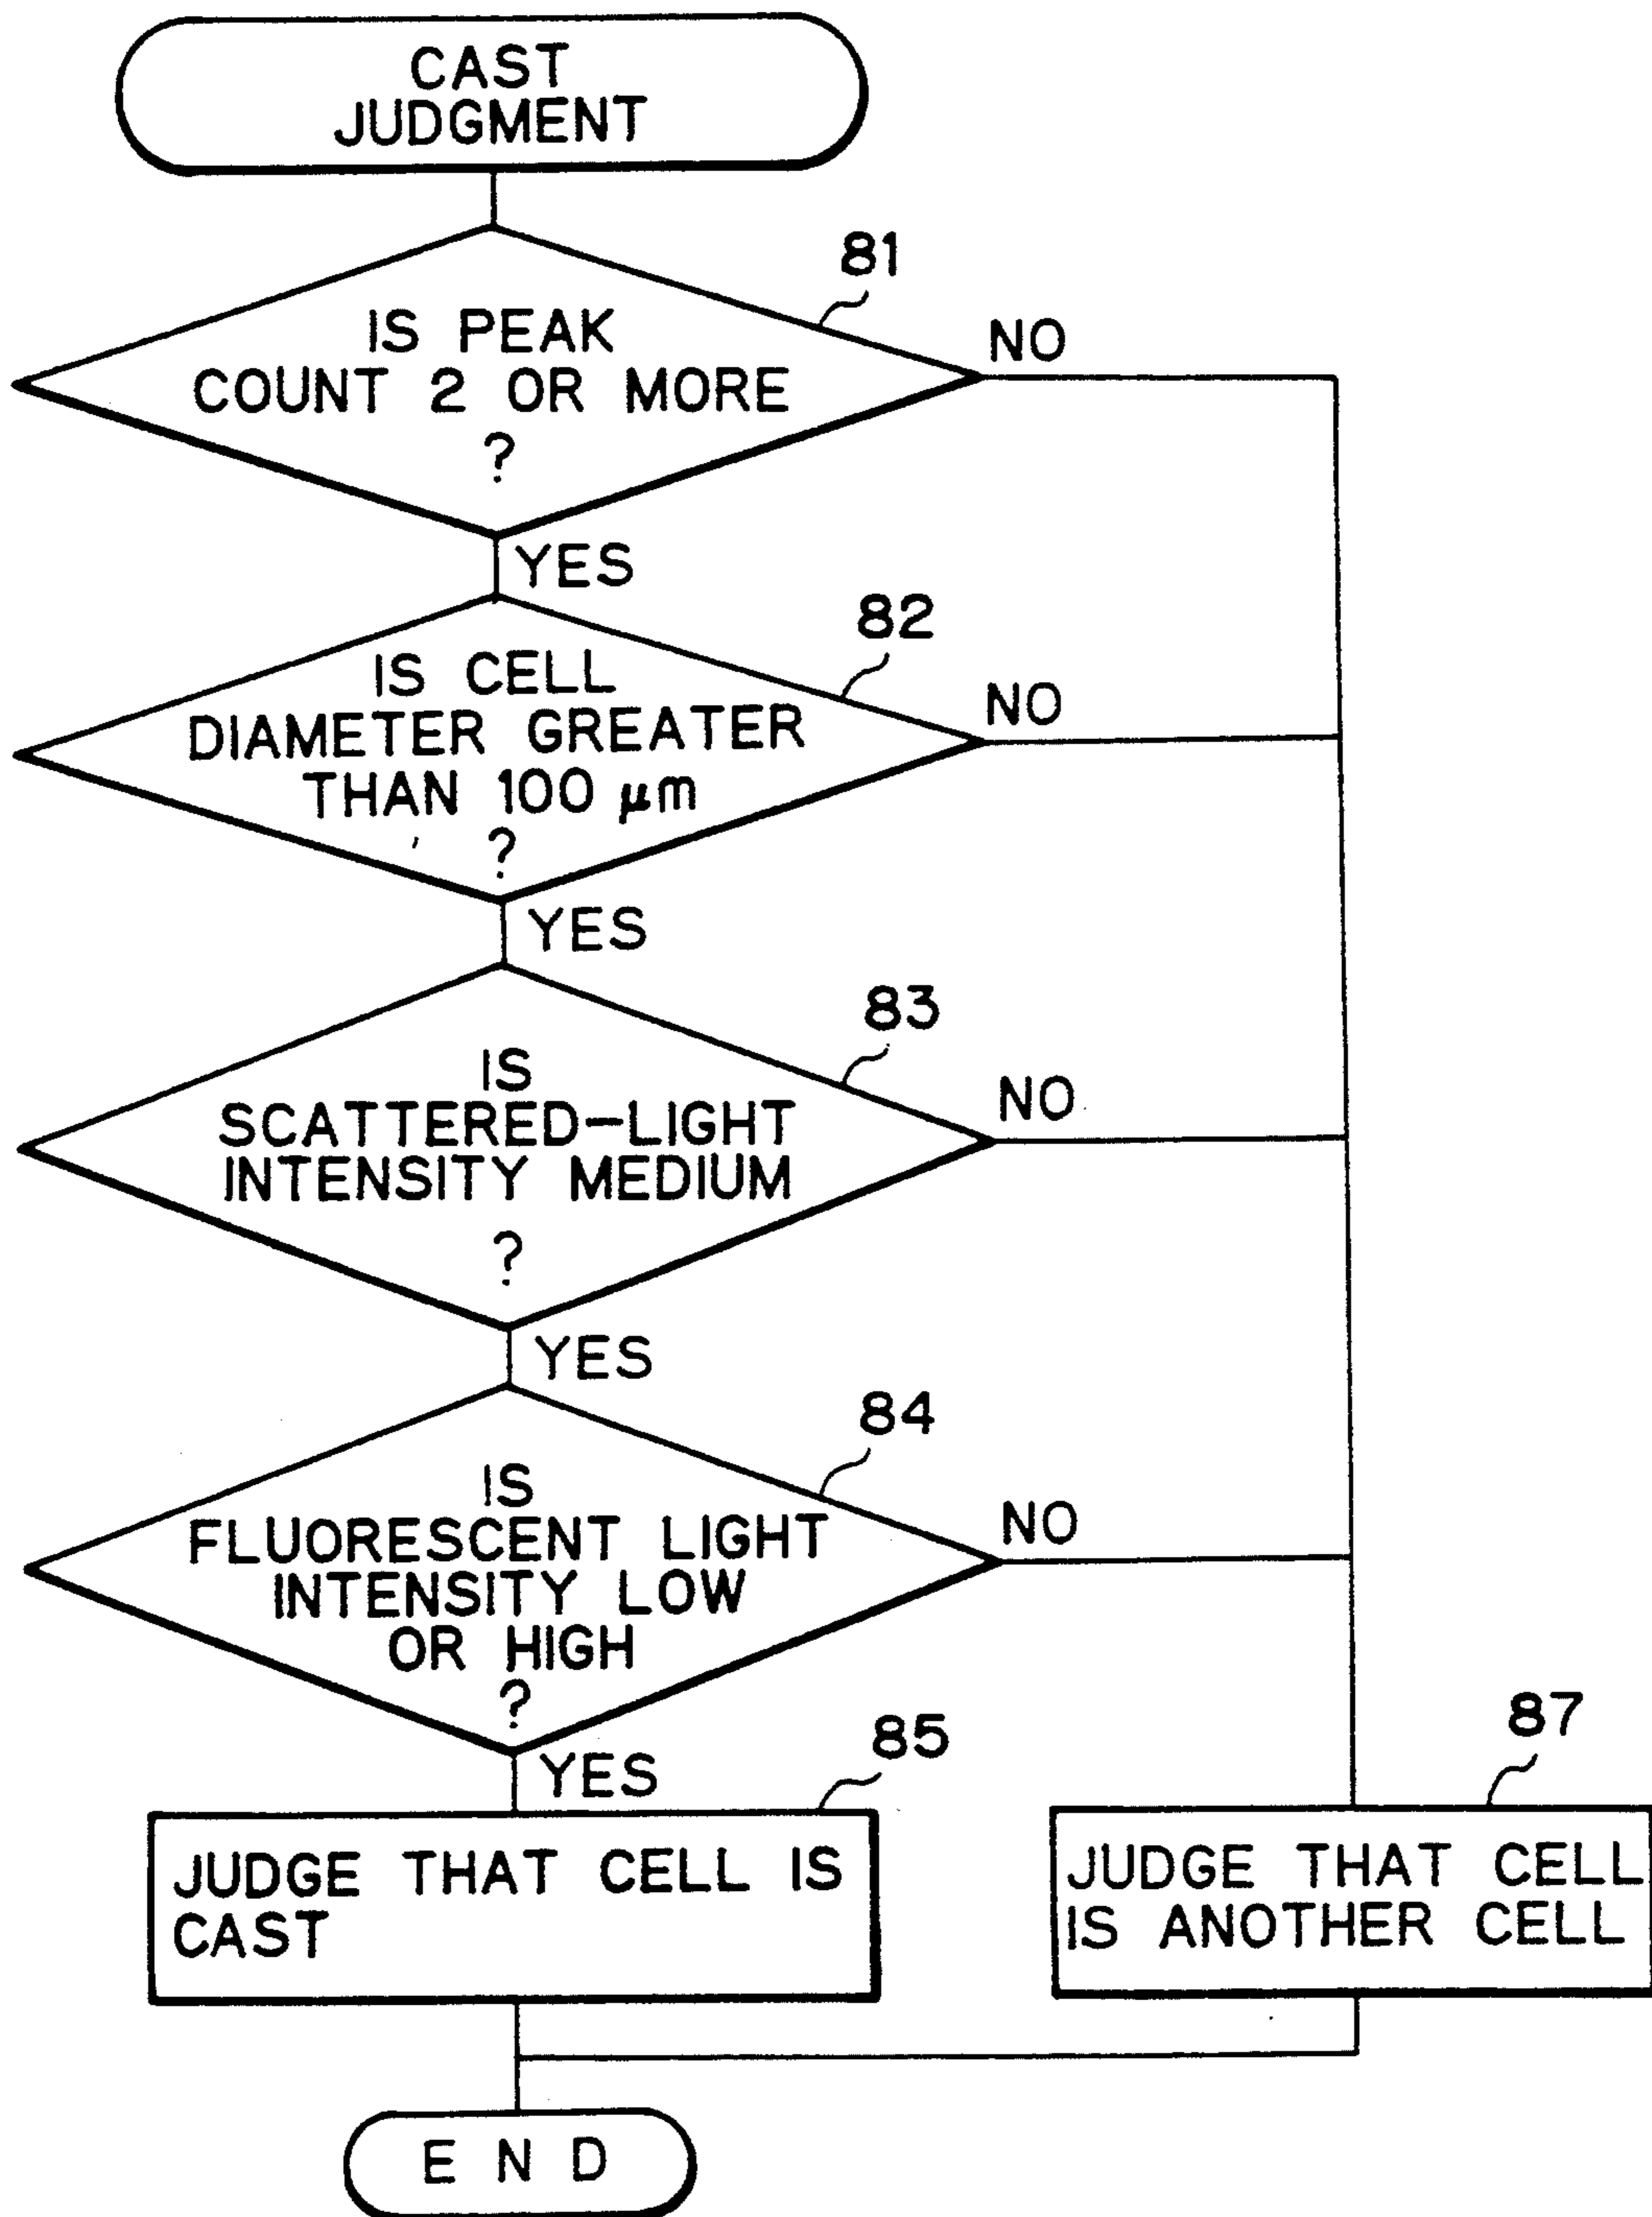 CAST
JUDGMENT
81
IS PEAK
COUNT 2 OR MORE
?
NO
YES
82
IS CELL
DIAMETER GREATER
THAN 100 μm
?
NO
YES
83
IS
SCATTERED-LIGHT
INTENSITY MEDIUM
?
NO
YES
84
IS
FLUORESCENT LIGHT
INTENSITY LOW
OR HIGH
?
NO
YES
85
JUDGE THAT CELL IS
CAST
87
JUDGE THAT CELL
IS ANOTHER CELL
END